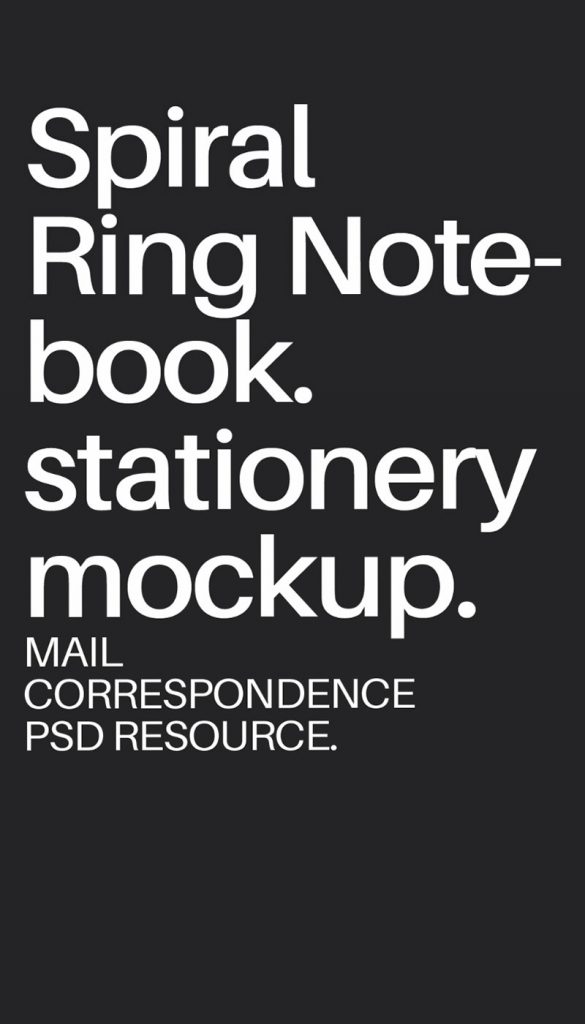 Spiral
Ring Note-
book.
stationery
mockup.
MAIL
CORRESPONDENCE
PSD RESOURCE.